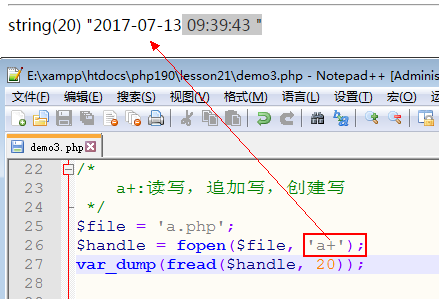 string(20) "2017-07-13 09:39:43 "
E:\xampp\htdocs\php190\lesson21\demo3.php - Notepad++ [Adminis
文件(F) 编辑(E) 搜索(S) 视图(V) 格式(M) 语言(L) 设置(T) 宏(O) 运
demo3.php
22 /*
23 a+:读写，追加写，创建写
24 */
25 $file = 'a.php';
26 $handle = fopen($file, 'a+');
27 var_dump(fread($handle, 20));